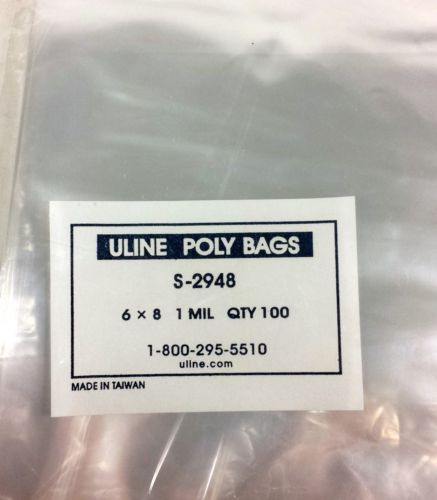 ULINE POLY BAGS
S-2948
6 × 8 1 MIL QTY 100
1-800-295-5510
uline.com
MADE IN TAIWAN